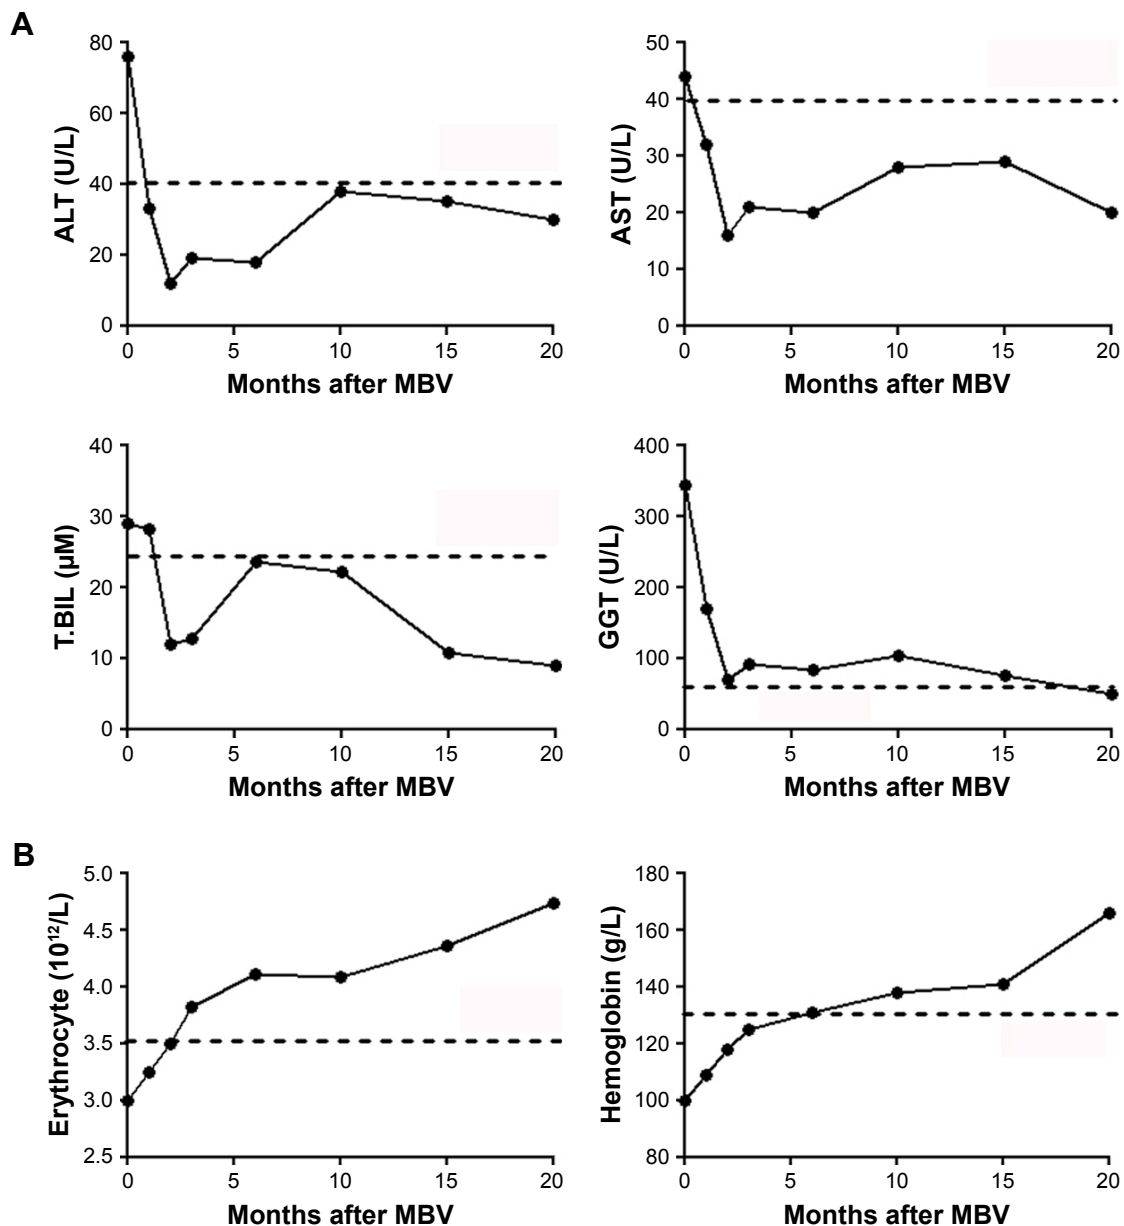 A
ALT (U/L)
80
60
40
20
0
0 5 10 15 20
Months after MBV
AST (U/L)
50
40
30
20
10
0
0 5 10 15 20
Months after MBV
T.BIL (µM)
40
30
20
10
0
0 5 10 15 20
Months after MBV
GGT (U/L)
400
300
200
100
0
0 5 10 15 20
Months after MBV
B
Erythrocyte (10¹²/L)
5.0
4.5
4.0
3.5
3.0
2.5
0 5 10 15 20
Months after MBV
Hemoglobin (g/L)
180
160
140
120
100
80
0 5 10 15 20
Months after MBV